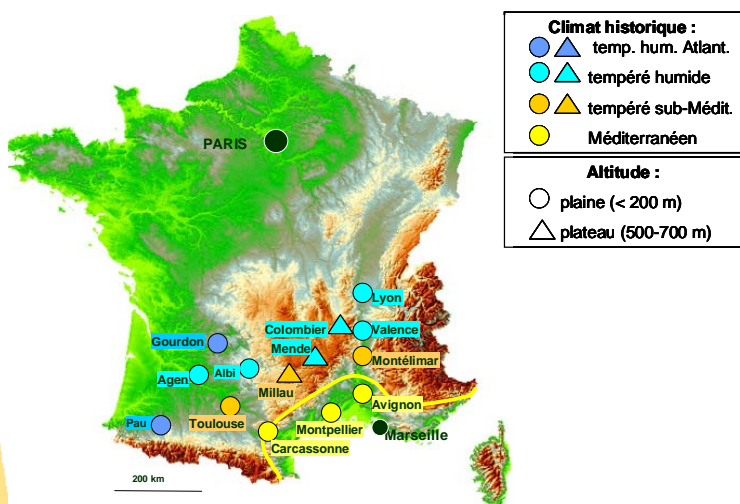 Climat historique :
temp. hum. Atlant.
tempéré humide
tempéré sub-Médit.
Méditerranéen
Altitude :
plaine (< 200 m)
plateau (500-700 m)
PARIS
Lyon
Colombier
Valence
Gourdon
Mende
Montélimar
Agen
Albi
Millau
Avignon
Pau
Toulouse
Montpellier
Marseille
Carcassonne
200 km